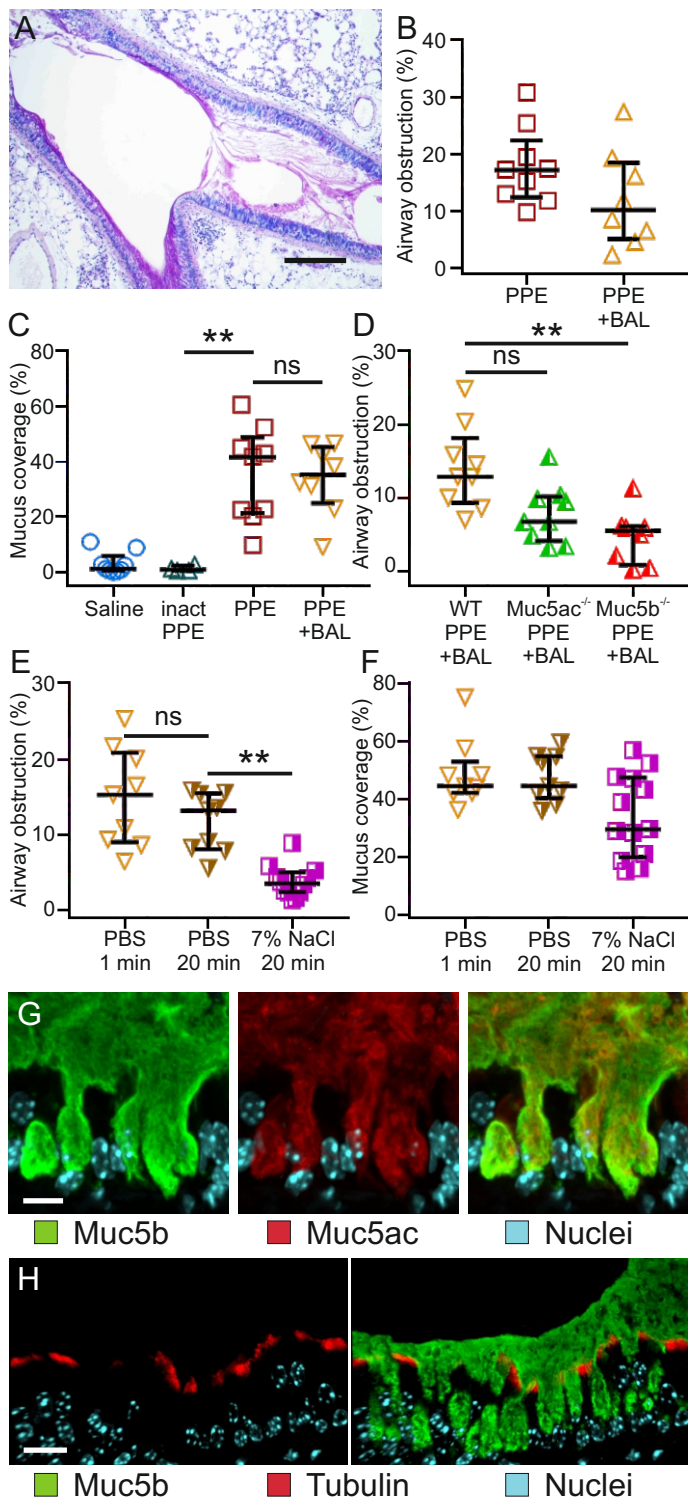 A
B
Airway obstruction (%)
40
30
20
10
0
PPE
PPE
+BAL
C
Mucus coverage (%)
80
60
40
20
0
**
ns
Saline
inact
PPE
PPE
PPE
+BAL
D
Airway obstruction (%)
30
20
10
0
**
ns
WT
PPE
+BAL
Muc5ac-/-
PPE
+BAL
Muc5b-/-
PPE
+BAL
E
Airway obstruction (%)
30
20
10
0
ns
**
PBS
1 min
PBS
20 min
7% NaCl
20 min
F
Mucus coverage (%)
80
60
40
20
0
PBS
1 min
PBS
20 min
7% NaCl
20 min
G
Muc5b Muc5ac Nuclei
H
Muc5b Tubulin Nuclei